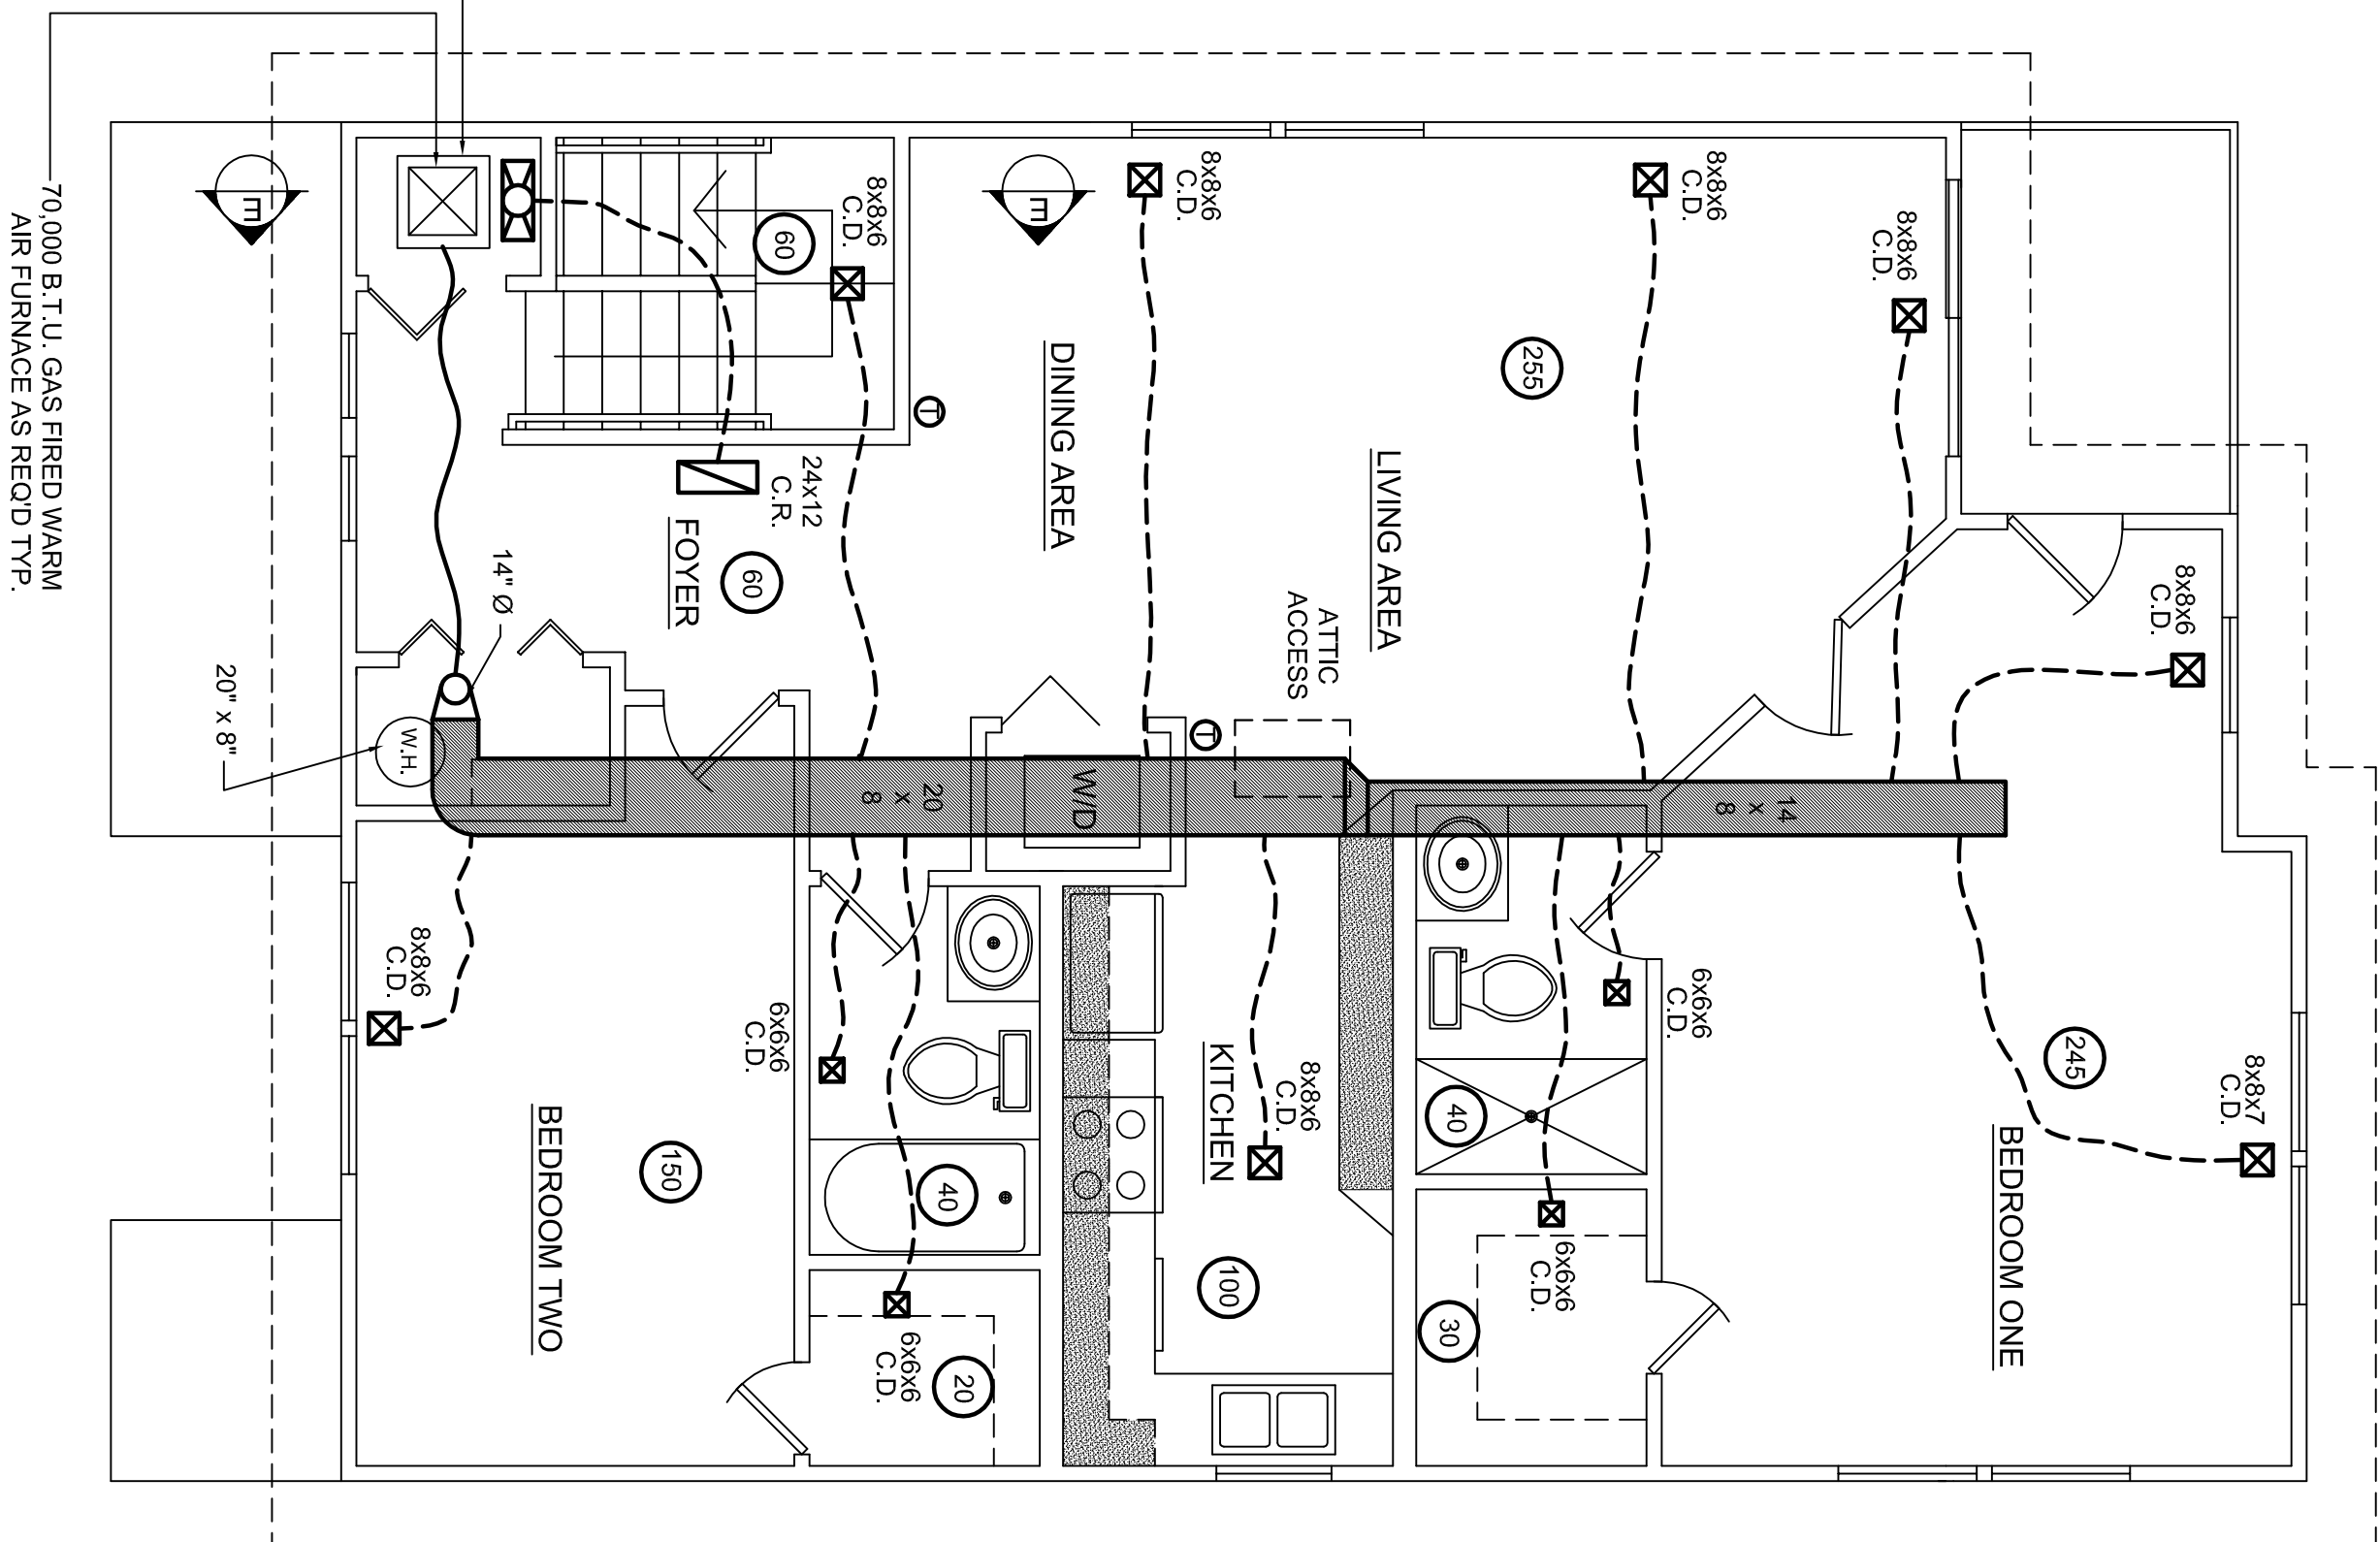 70,000 B.T.U. GAS FIRED WARM
AIR FURNACE AS REQ'D TYP.
E
E
60
8x8x6
C.D.
8x8x6
C.D.
8x8x6
C.D.
8x8x6
C.D.
255
T
DINING AREA
LIVING AREA
24x12
C.R.
FOYER
60
14" Ø
20" x 8"
W.H.
ATTIC
ACCESS
T
8x8x6
C.D.
20
x
8
W/D
14
x
8
8x8x6
C.D.
6x6x6
C.D.
6x6x6
C.D.
KITCHEN
8x8x6
C.D.
40
245
8x8x7
C.D.
BEDROOM TWO
150
40
BEDROOM ONE
100
6x6x6
C.D.
30
6x6x6
C.D.
20